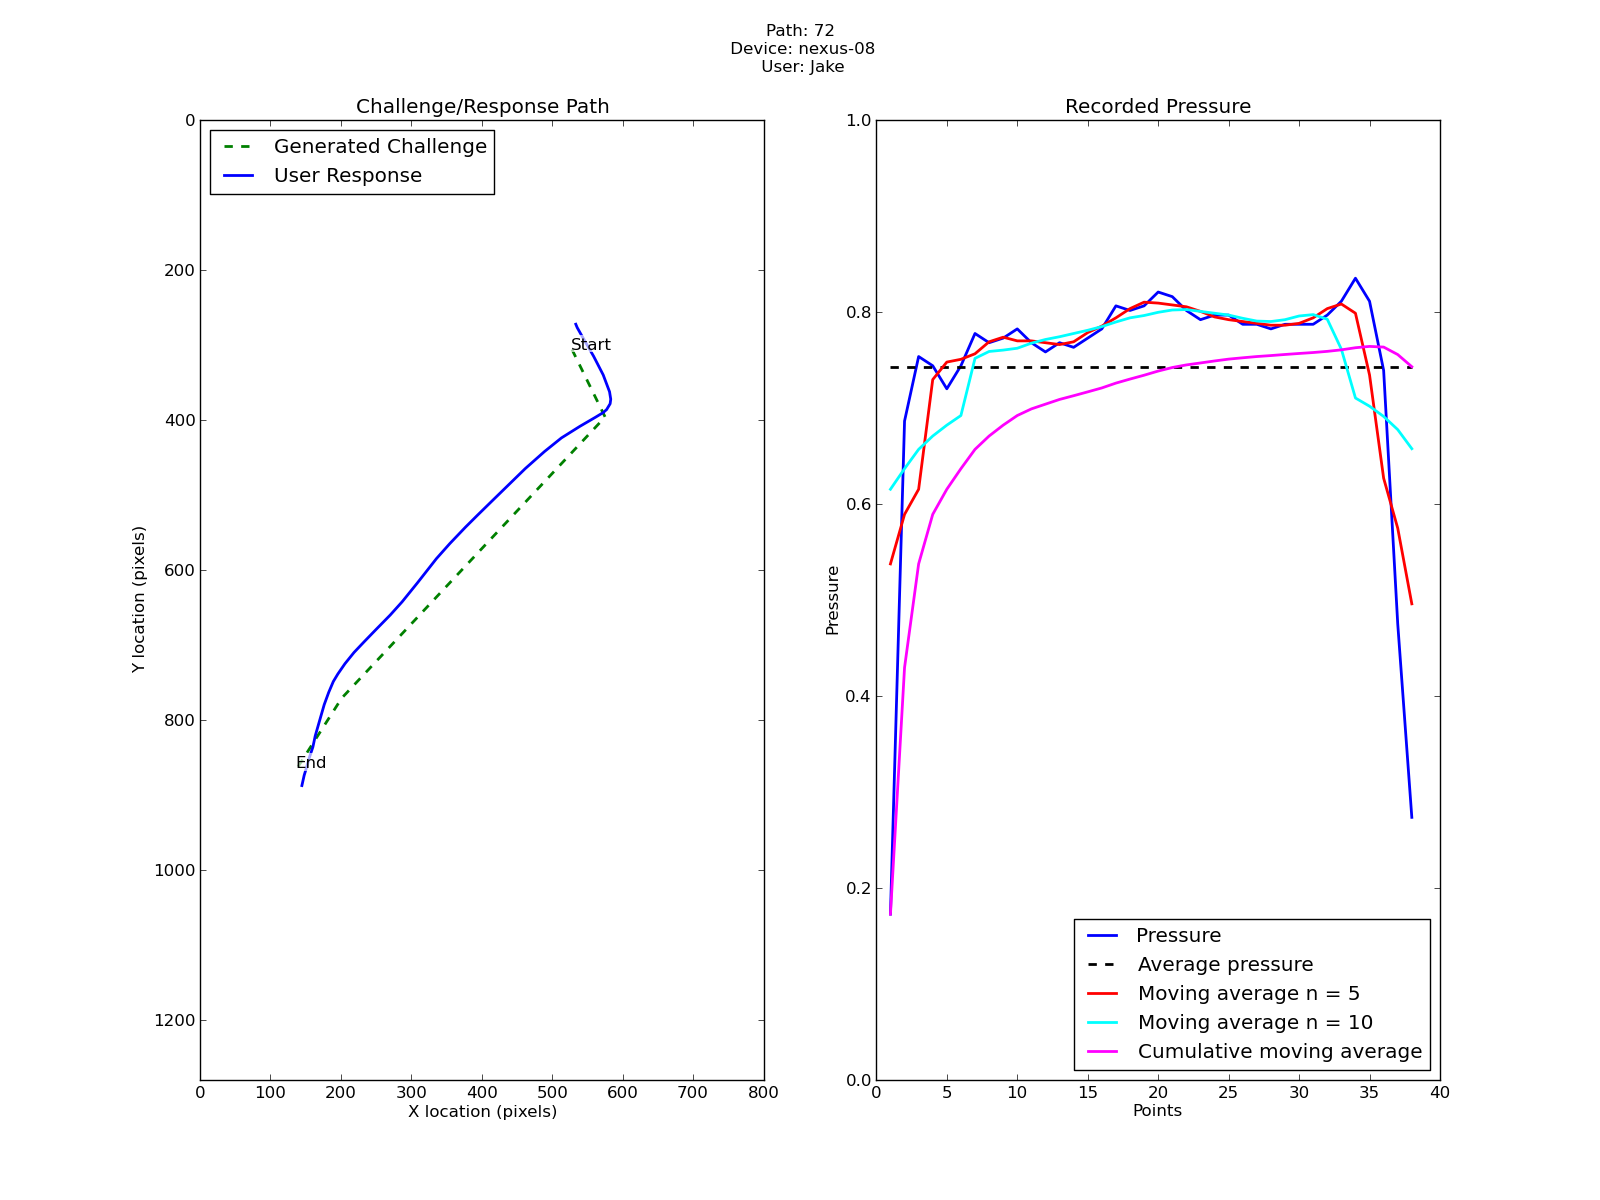 Path: 72
Device: nexus-08
User: Jake
Challenge/Response Path
Generated Challenge
User Response
Start
End
0
200
400
600
800
1000
1200
Y location (pixels)
0 100 200 300 400 500 600 700 800
X location (pixels)
Recorded Pressure
1.0
0.8
0.6
0.4
0.2
0.0
Pressure
Pressure
Average pressure
Moving average n = 5
Moving average n = 10
Cumulative moving average
0 5 10 15 20 25 30 35 40
Points